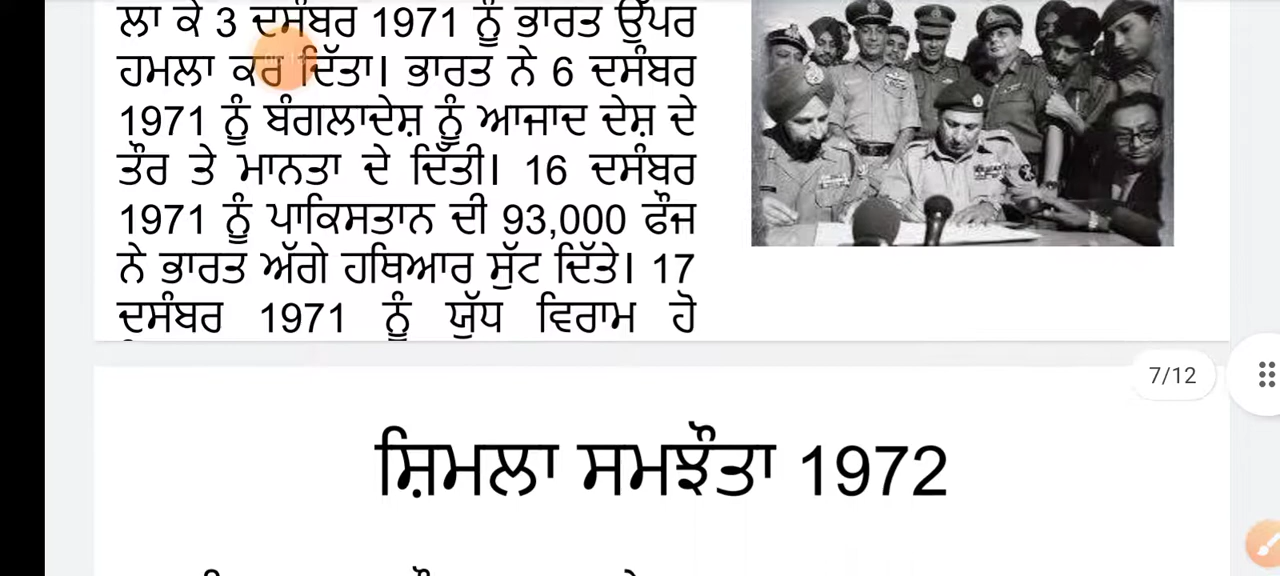 ਲਾ ਕੇ 3 ਦਸੰਬਰ 1971 ਨੂੰ ਭਾਰਤ ਉੱਪਰ
ਹਮਲਾ ਕਰ ਦਿੱਤਾ। ਭਾਰਤ ਨੇ 6 ਦਸੰਬਰ
1971 ਨੂੰ ਬੰਗਲਾਦੇਸ਼ ਨੂੰ ਆਜਾਦ ਦੇਸ਼ ਦੇ
ਤੌਰ ਤੇ ਮਾਨਤਾ ਦੇ ਦਿੱਤੀ। 16 ਦਸੰਬਰ
1971 ਨੂੰ ਪਾਕਿਸਤਾਨ ਦੀ 93,000 ਫੌਜ
ਨੇ ਭਾਰਤ ਅੱਗੇ ਹਥਿਆਰ ਸੁੱਟ ਦਿੱਤੇ। 17
ਦਸੰਬਰ 1971 ਨੂੰ ਯੁੱਧ ਵਿਰਾਮ ਹੋ
7/12
ਸ਼ਿਮਲਾ ਸਮਝੌਤਾ 1972